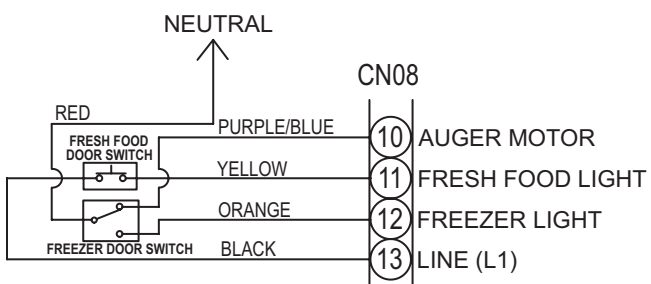 NEUTRAL
CN08
RED
FRESH FOOD
DOOR SWITCH
PURPLE/BLUE
10 AUGER MOTOR
YELLOW
11 FRESH FOOD LIGHT
ORANGE
12 FREEZER LIGHT
FREEZER DOOR SWITCH
BLACK
13 LINE (L1)